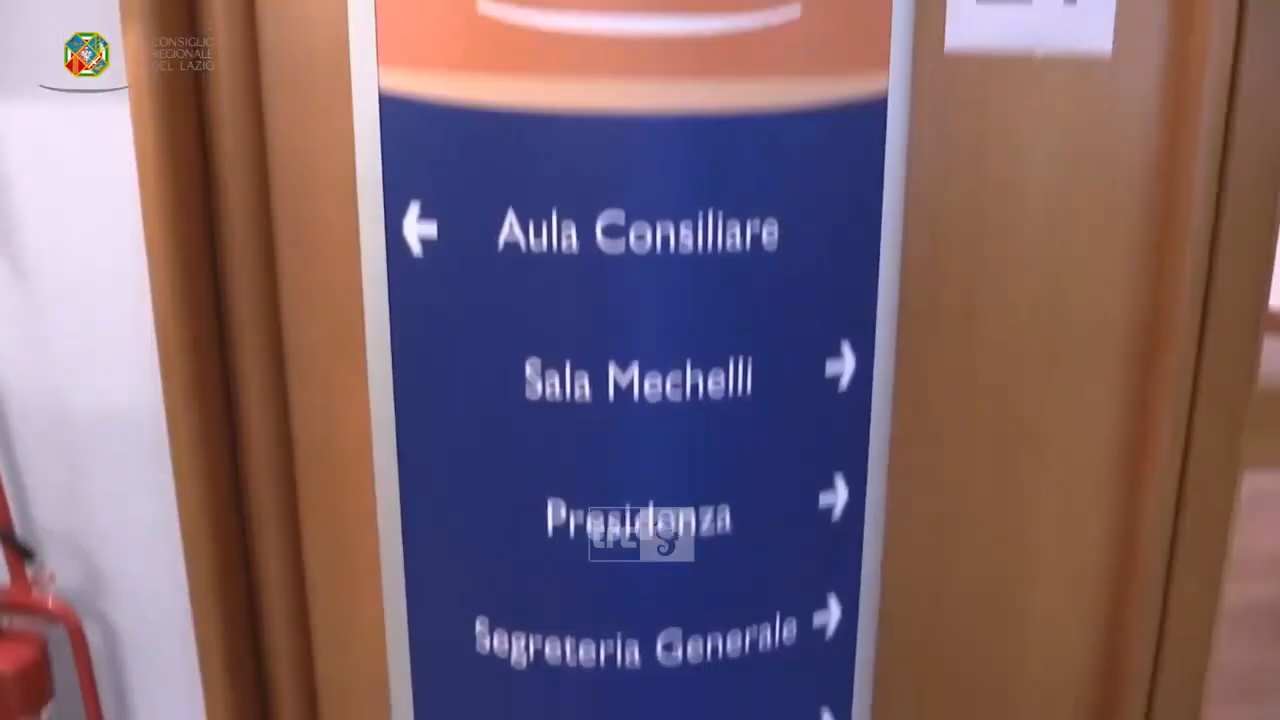 CONSIGLIO
REGIONALE
DEL LAZIO
Aula Consiliare
Sala Mechelli
Presidenza
Segreteria Generale